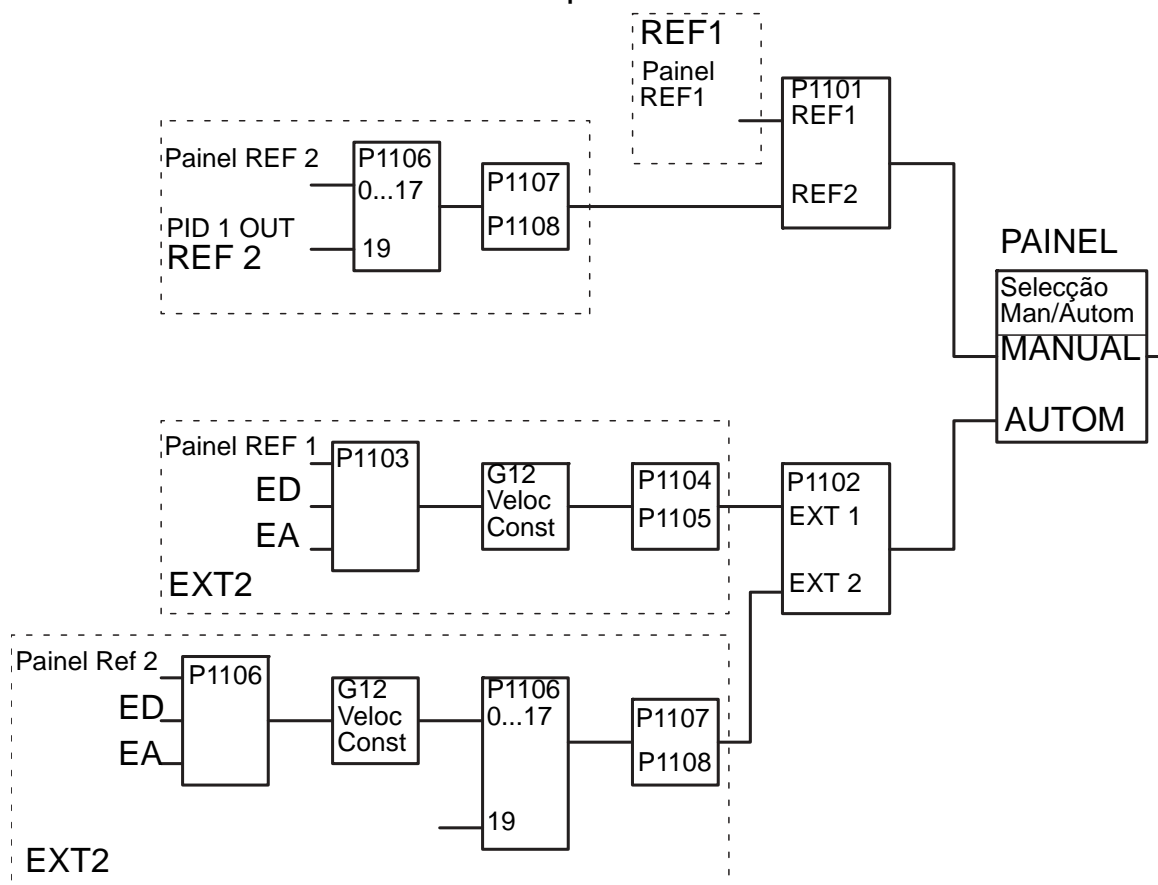 REF1
Painel
REF1
P1101
REF1
REF2
Painel REF 2
P1106
0...17
19
PID 1 OUT
REF 2
P1107
P1108
PAINEL
Selecção
Man/Autom
MANUAL
AUTOM
Painel REF 1
ED
EA
EXT2
P1103
G12
Veloc
Const
P1104
P1105
P1102
EXT 1
EXT 2
Painel Ref 2
ED
EA
EXT2
P1106
G12
Veloc
Const
P1106
0...17
19
P1107
P1108